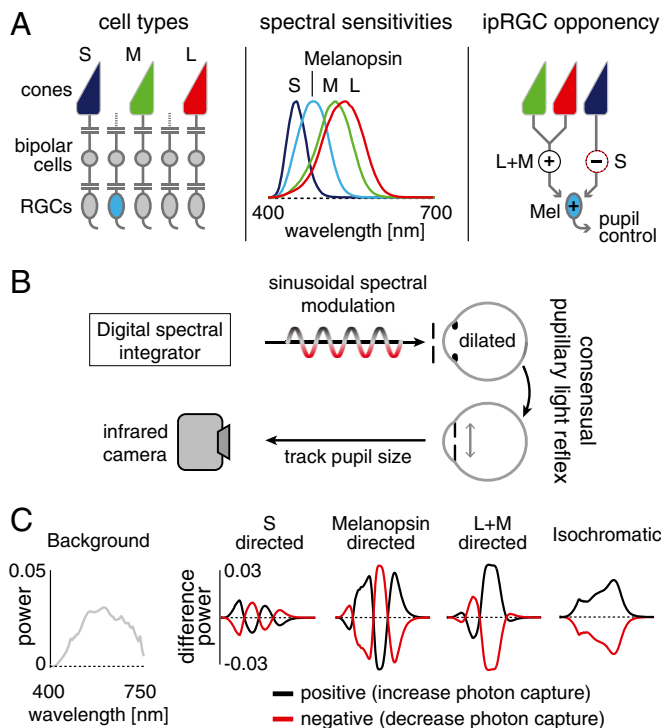 A
cell types
spectral sensitivities
ipRGC opponency
S M L
cones
bipolar
cells
RGCs
Melanopsin
S M L
400 700
wavelength [nm]
L+M + − S
Mel +
pupil
control
B
sinusoidal spectral
modulation
Digital spectral
integrator
dilated
consensual
pupillary light reflex
infrared
camera
track pupil size
C
Background
0.05
power
0
400 750
wavelength [nm]
S
directed
Melanopsin
directed
L+M
directed
Isochromatic
0.03
difference
power
-0.03
positive (increase photon capture)
negative (decrease photon capture)